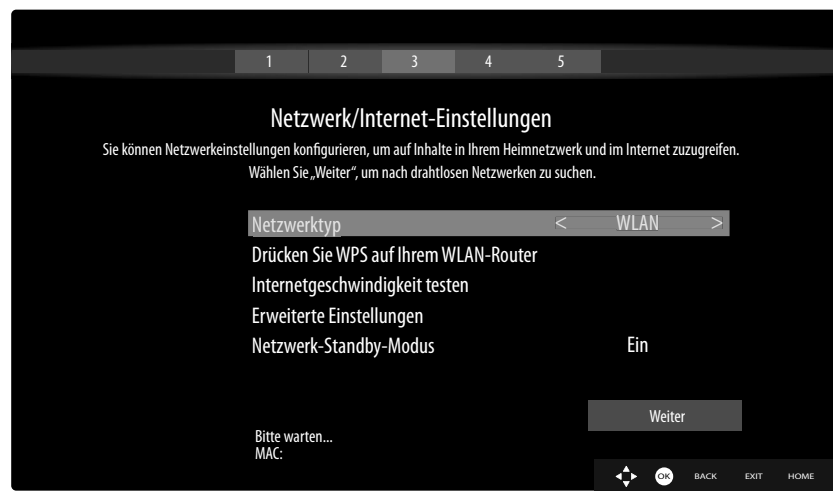 1 2 3 4 5
Netzwerk/Internet-Einstellungen
Sie können Netzwerkeinstellungen konfigurieren, um auf Inhalte in Ihrem Heimnetzwerk und im Internet zuzugreifen.
Wählen Sie „Weiter“, um nach drahtlosen Netzwerken zu suchen.
Netzwerktyp < WLAN >
Drücken Sie WPS auf Ihrem WLAN-Router
Internetgeschwindigkeit testen
Erweiterte Einstellungen
Netzwerk-Standby-Modus Ein
Weiter
Bitte warten...
MAC:
OK BACK EXIT HOME